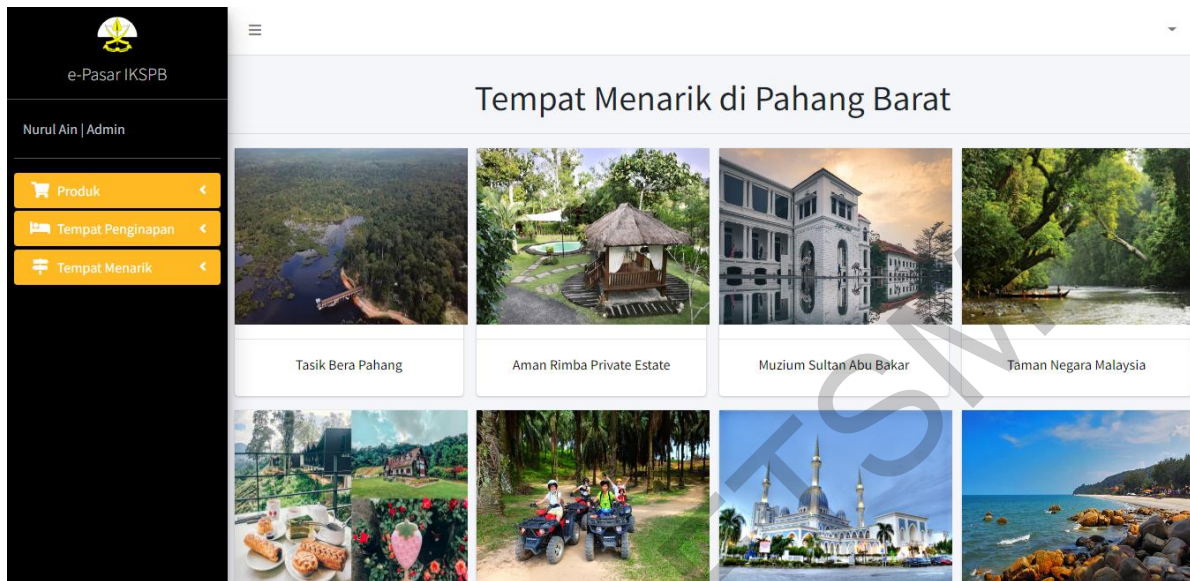 e-Pasar IKSPB
Nurul Ain | Admin
Produk
Tempat Penginapan
Tempat Menarik
Tempat Menarik di Pahang Barat
Tasik Bera Pahang
Aman Rimba Private Estate
Muzium Sultan Abu Bakar
Taman Negara Malaysia